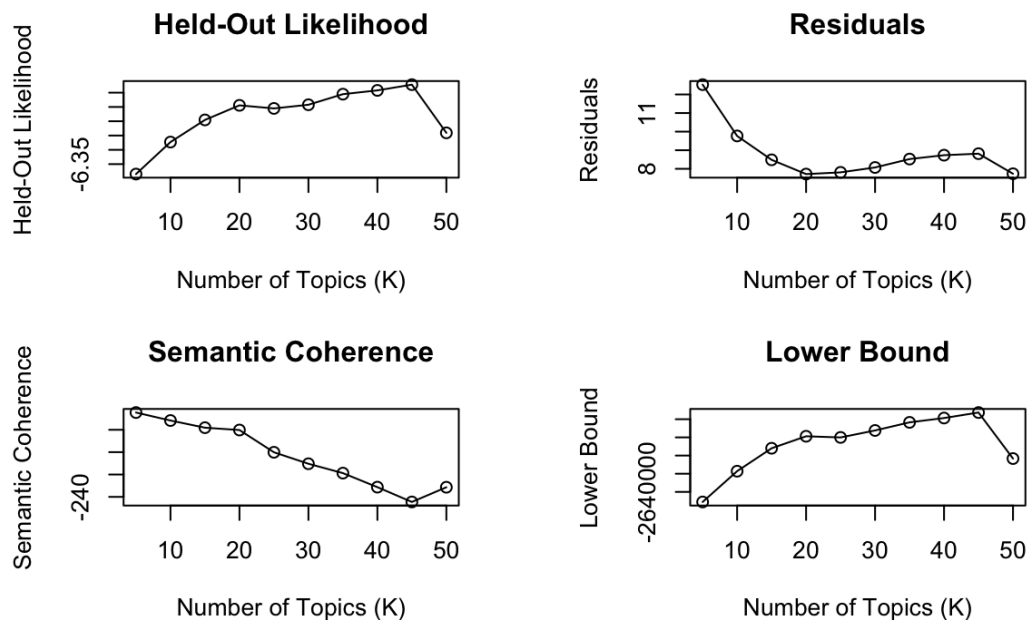 Held-Out Likelihood
Held-Out Likelihood
-6.35
10 20 30 40 50
Number of Topics (K)
Residuals
Residuals
11
8
10 20 30 40 50
Number of Topics (K)
Semantic Coherence
Semantic Coherence
-240
10 20 30 40 50
Number of Topics (K)
Lower Bound
Lower Bound
-2640000
10 20 30 40 50
Number of Topics (K)